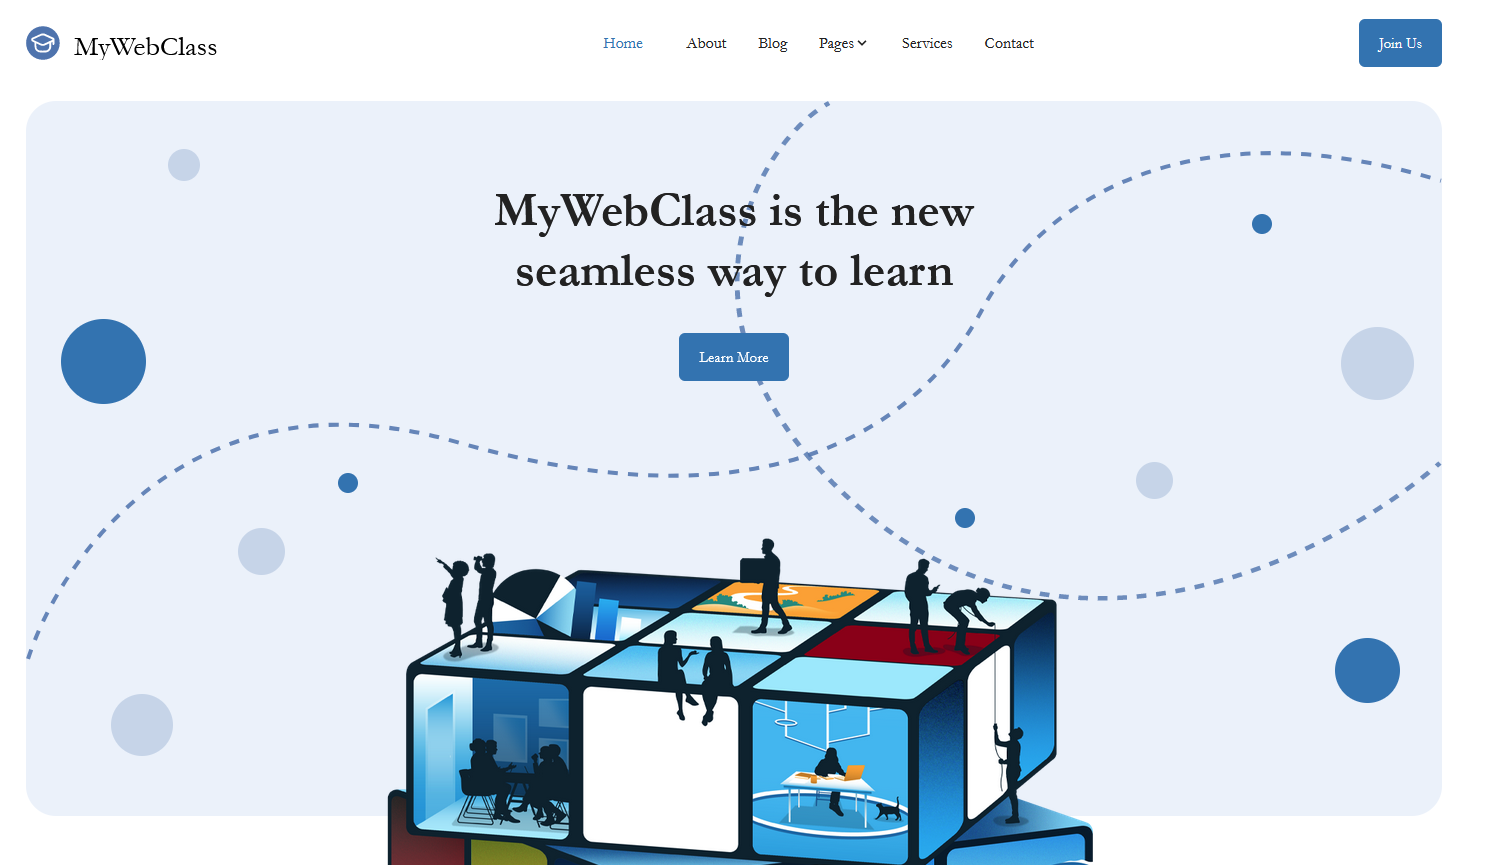 MyWebClass
Home About Blog Pages Services Contact
Join Us
MyWebClass is the new
seamless way to learn
Learn More